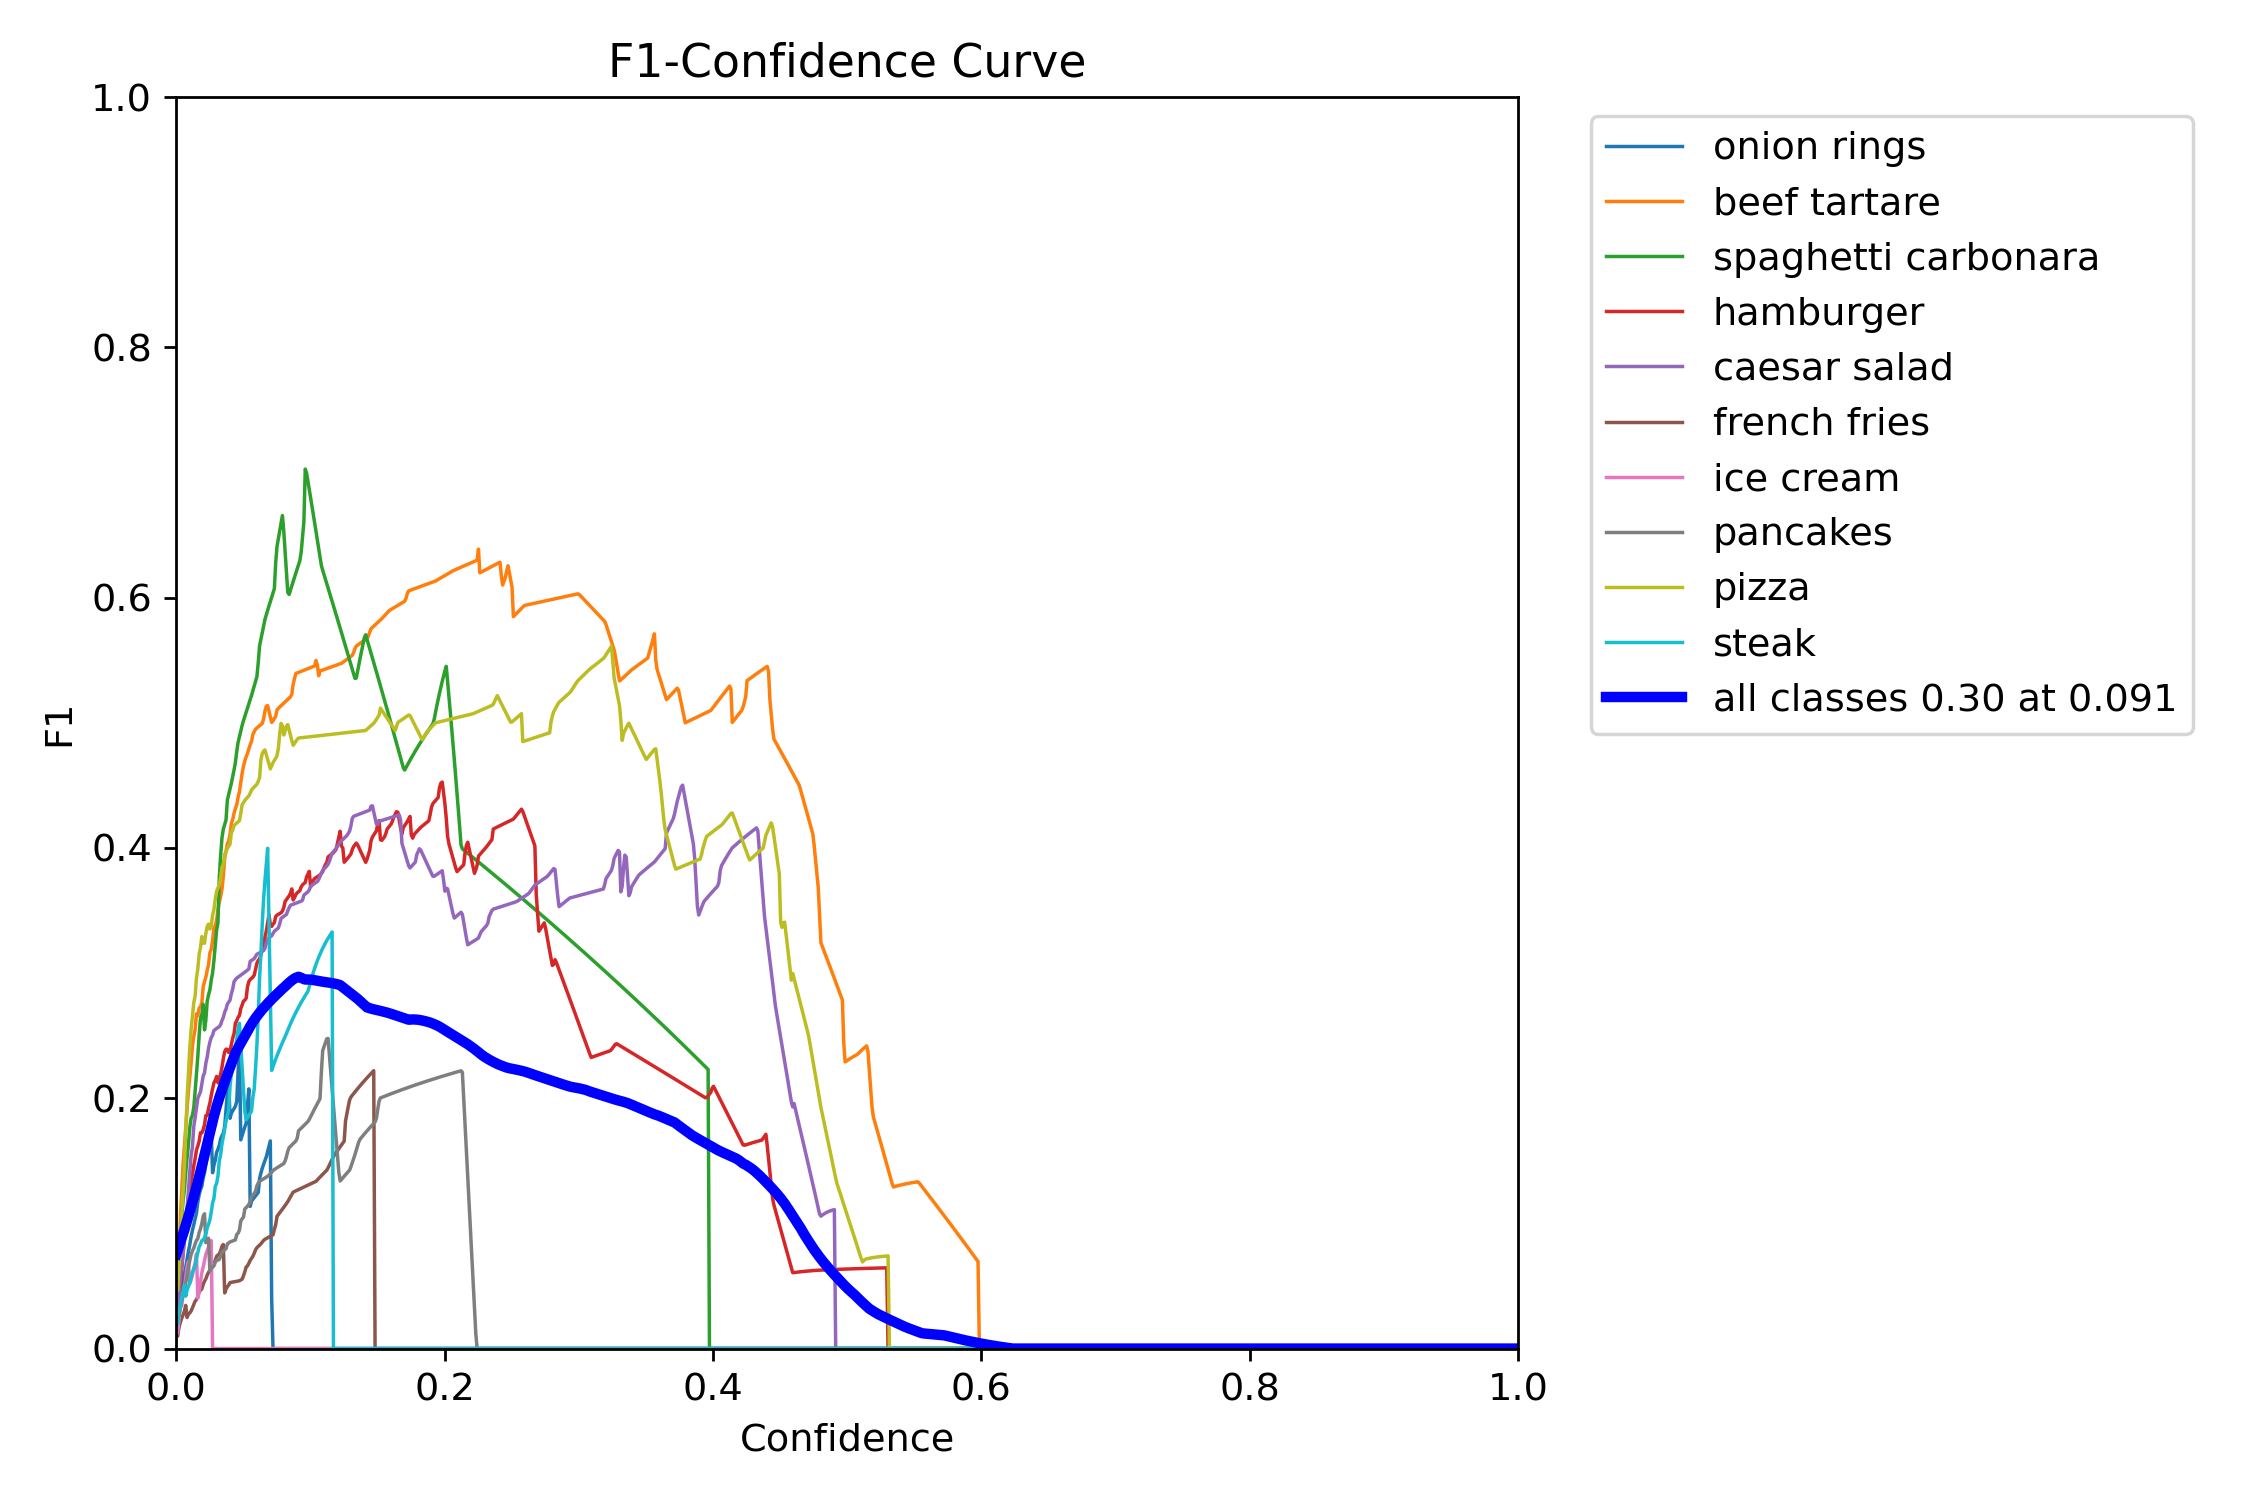 F1-Confidence Curve
1.0
0.8
0.6
0.4
0.2
0.0
F1
0.0 0.2 0.4 0.6 0.8 1.0
Confidence
onion rings
beef tartare
spaghetti carbonara
hamburger
caesar salad
french fries
ice cream
pancakes
pizza
steak
all classes 0.30 at 0.091